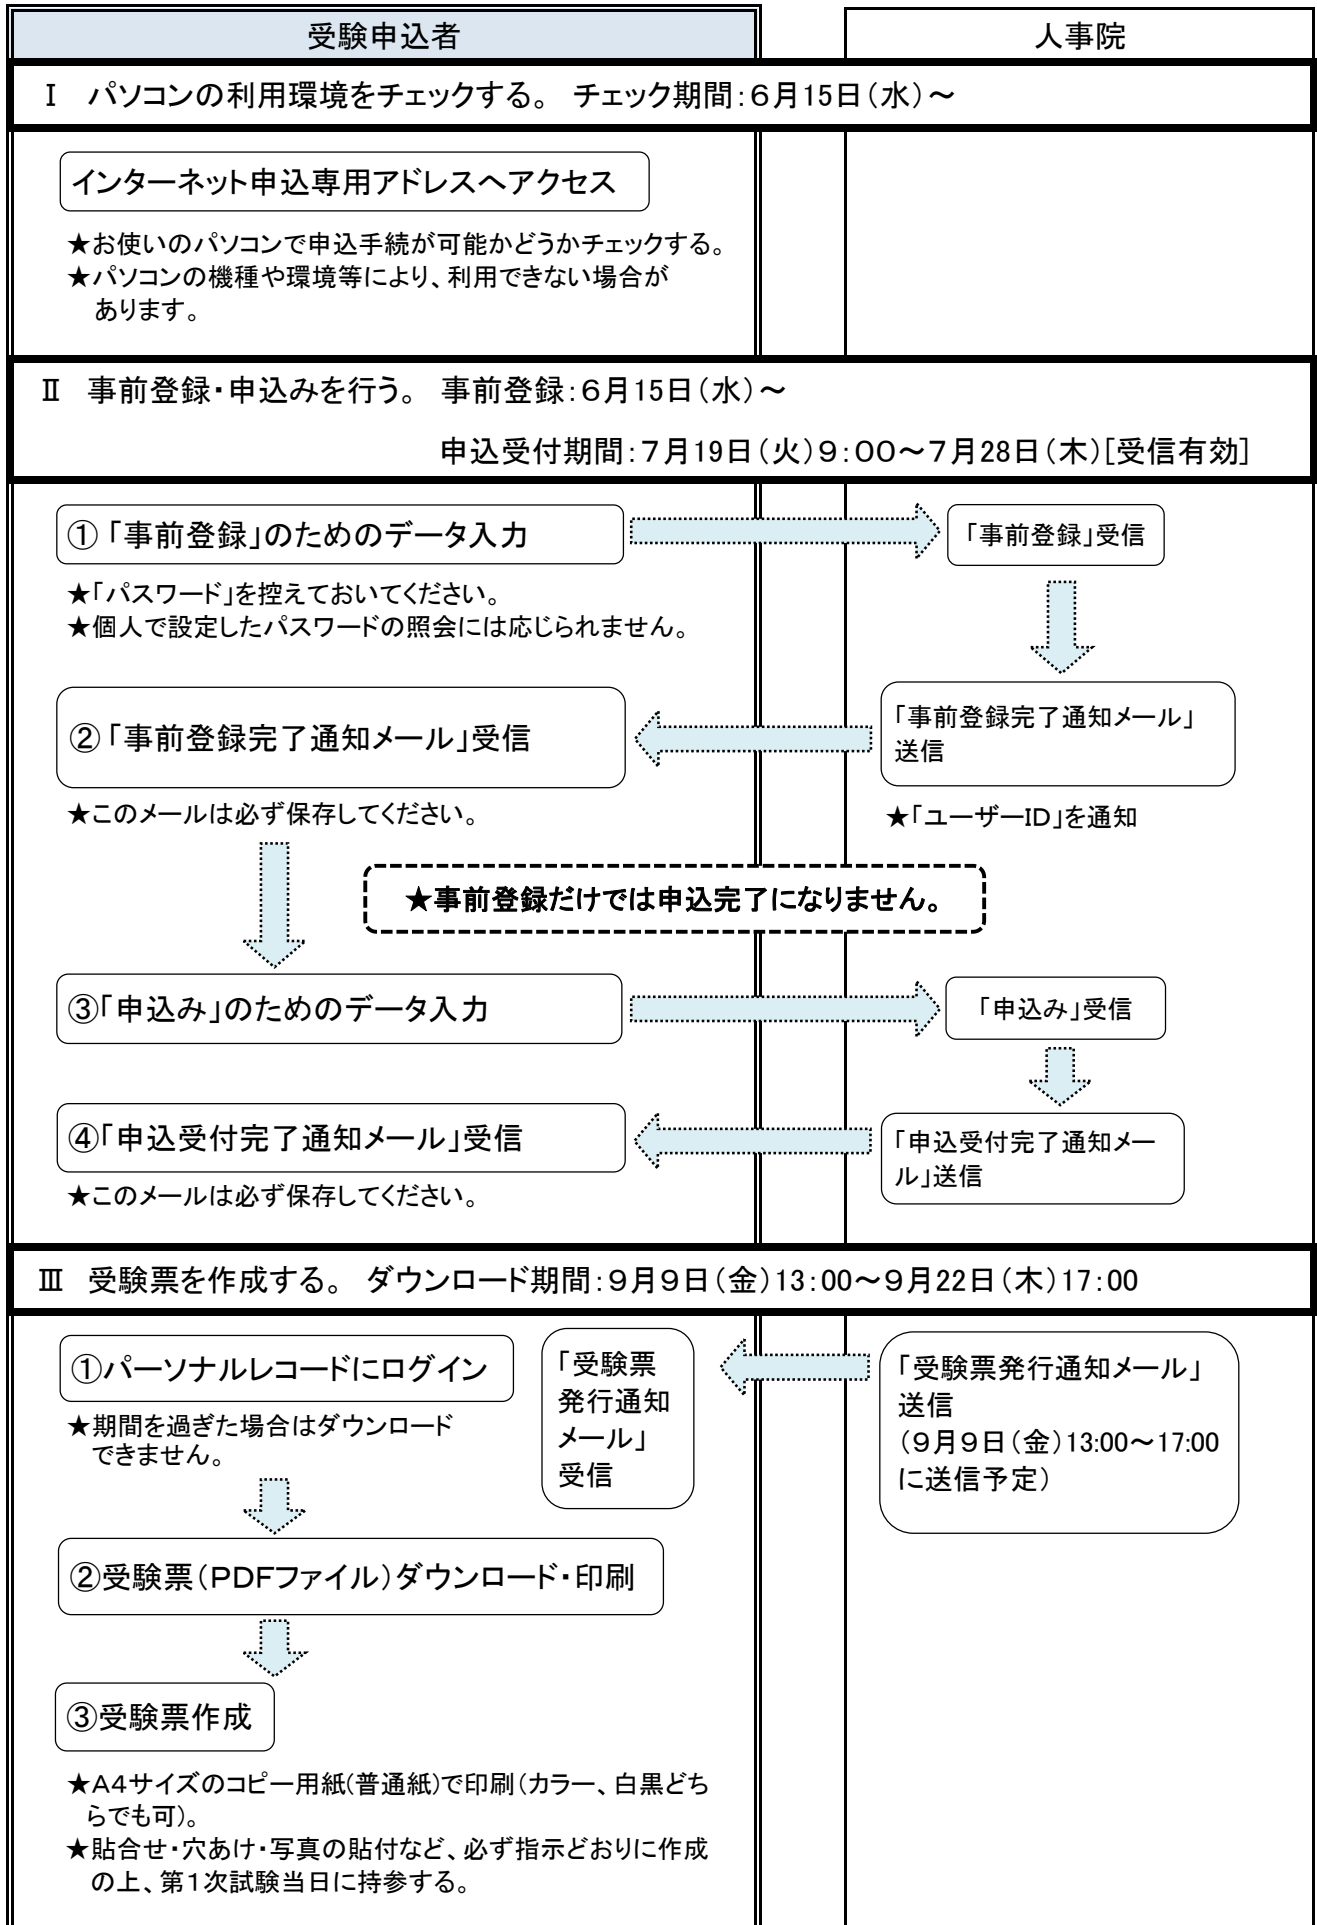 受験申込者
人事院
Ⅰ　パソコンの利用環境をチェックする。 チェック期間：６月15日（水）～
インターネット申込専用アドレスへアクセス
★お使いのパソコンで申込手続が可能かどうかチェックする。
★パソコンの機種や環境等により、利用できない場合が
あります。
Ⅱ　事前登録・申込みを行う。 事前登録：６月15日（水）～
申込受付期間：７月19日（火）９：００～７月28日（木）[受信有効]
①「事前登録」のためのデータ入力
「事前登録」受信
★「パスワード」を控えておいてください。
★個人で設定したパスワードの照会には応じられません。
②「事前登録完了通知メール」受信
「事前登録完了通知メール」
送信
★このメールは必ず保存してください。
★「ユーザーID」を通知
★事前登録だけでは申込完了になりません。
③「申込み」のためのデータ入力
「申込み」受信
④「申込受付完了通知メール」受信
「申込受付完了通知メー
ル」送信
★このメールは必ず保存してください。
Ⅲ　受験票を作成する。 ダウンロード期間：９月９日（金）13：00～９月22日（木）17：00
①パーソナルレコードにログイン
★期間を過ぎた場合はダウンロード
できません。
「受験票
発行通知
メール」
受信
「受験票発行通知メール」
送信
（９月９日（金）13:00～17:00
に送信予定）
②受験票（ＰＤＦファイル）ダウンロード・印刷
③受験票作成
★Ａ４サイズのコピー用紙(普通紙)で印刷（カラー、白黒どち
らでも可)。
★貼合せ・穴あけ・写真の貼付など、必ず指示どおりに作成
の上、第１次試験当日に持参する。